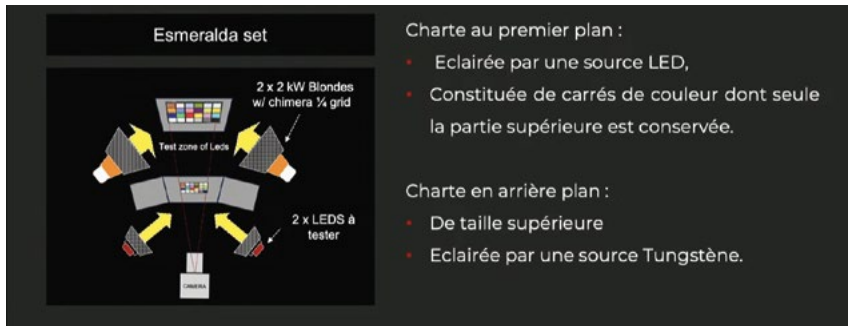 Esmeralda set
2 x 2 kW Blondes
w/ chimera ¼ grid
Test zone of Leds
2 x LEDS à
tester
CAMERA
Charte au premier plan :
• Eclairée par une source LED,
• Constituée de carrés de couleur dont seule
la partie supérieure est conservée.
Charte en arrière plan :
• De taille supérieure
• Eclairée par une source Tungstène.